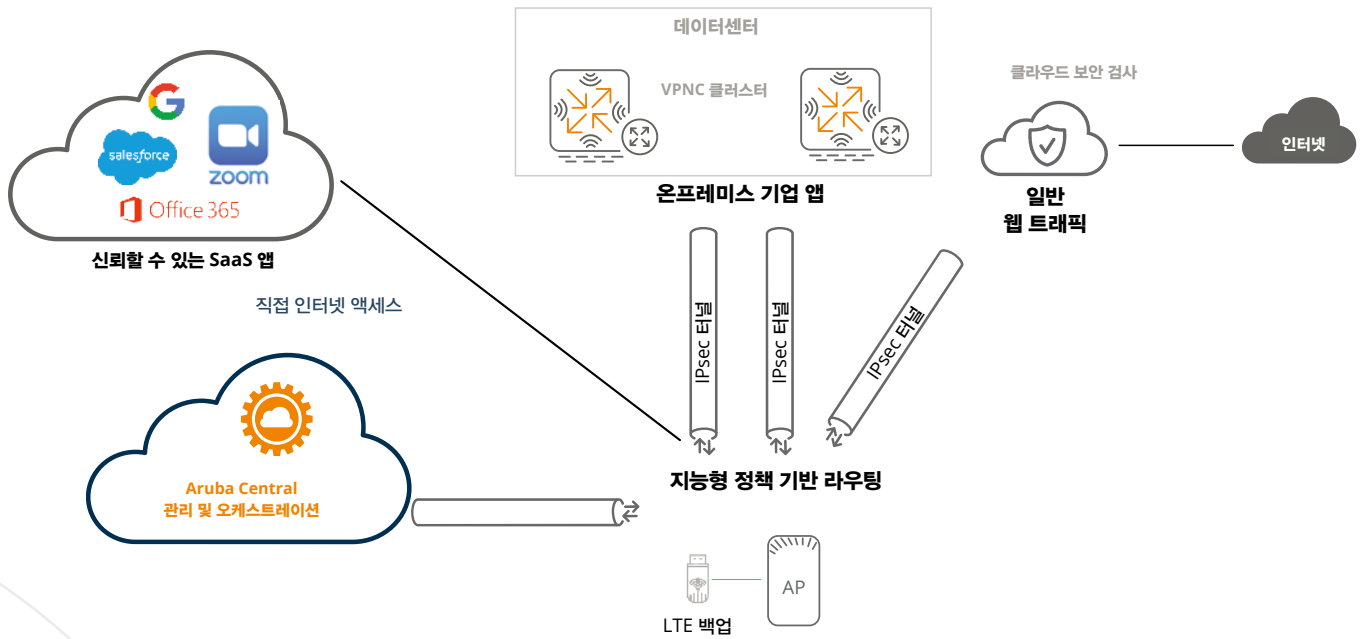 데이터센터
VPNC 클러스터
온프레미스 기업 앱
클라우드 보안 검사
인터넷
일반
웹 트래픽
G
salesforce
zoom
Office 365
신뢰할 수 있는 SaaS 앱
직접 인터넷 액세스
IPsec 터널
IPsec 터널
IPsec 터널
Aruba Central
관리 및 오케스트레이션
지능형 정책 기반 라우팅
AP
LTE 백업